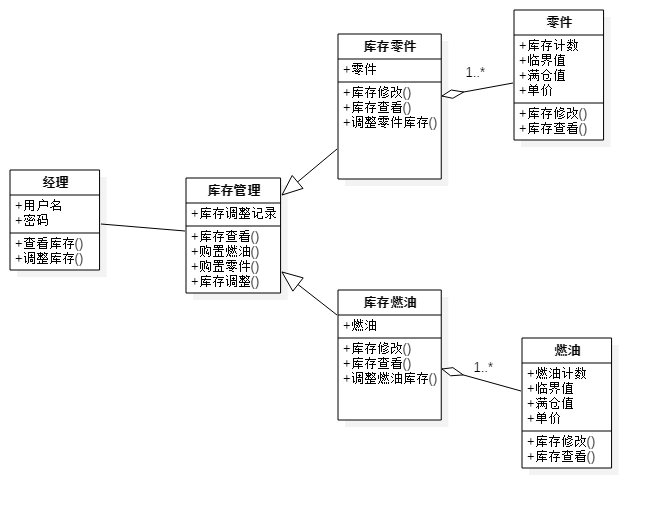 经理
+用户名
+密码
+查看库存()
+调整库存()
库存管理
+库存调整记录
+库存查看()
+购置燃油()
+购置零件()
+库存调整()
库存零件
+零件
+库存修改()
+库存查看()
+调整零件库存()
1..*
零件
+库存计数
+临界值
+满仓值
+单价
+库存修改()
+库存查看()
库存燃油
+燃油
+库存修改()
+库存查看()
+调整燃油库存()
1..*
燃油
+燃油计数
+临界值
+满仓值
+单价
+库存修改()
+库存查看()